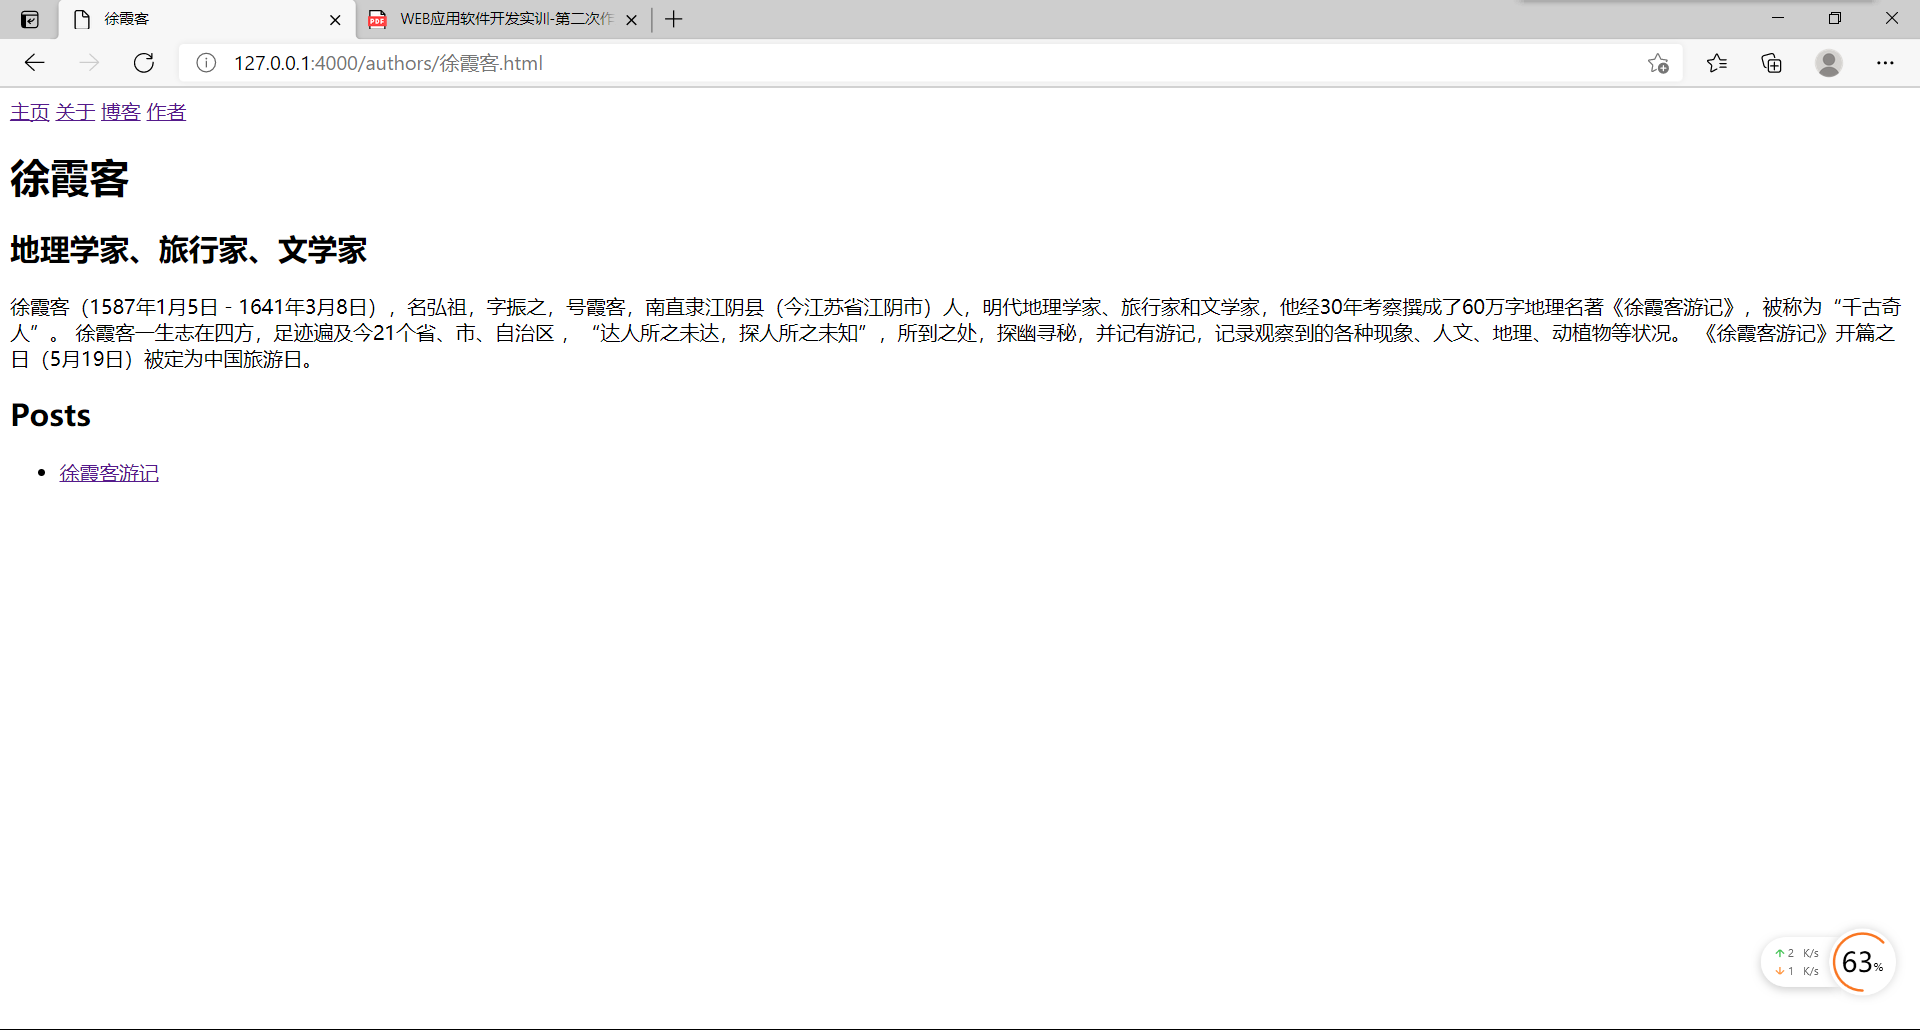 徐霞客
WEB应用软件开发实训-第二次作
127.0.0.1:4000/authors/徐霞客.html
主页 关于 博客 作者
徐霞客
地理学家、旅行家、文学家
徐霞客（1587年1月5日 - 1641年3月8日），名弘祖，字振之，号霞客，南直隶江阴县（今江苏省江阴市）人，明代地理学家、旅行家和文学家，他经30年考察撰成了60万字地理名著《徐霞客游记》，被称为“千古奇
人”。 徐霞客一生志在四方，足迹遍及今21个省、市、自治区 ，“达人所之未达，探人所之未知”，所到之处，探幽寻秘，并记有游记，记录观察到的各种现象、人文、地理、动植物等状况。 《徐霞客游记》开篇之
日（5月19日）被定为中国旅游日。
Posts
徐霞客游记
↑ 2 K/s
↓ 1 K/s
63%